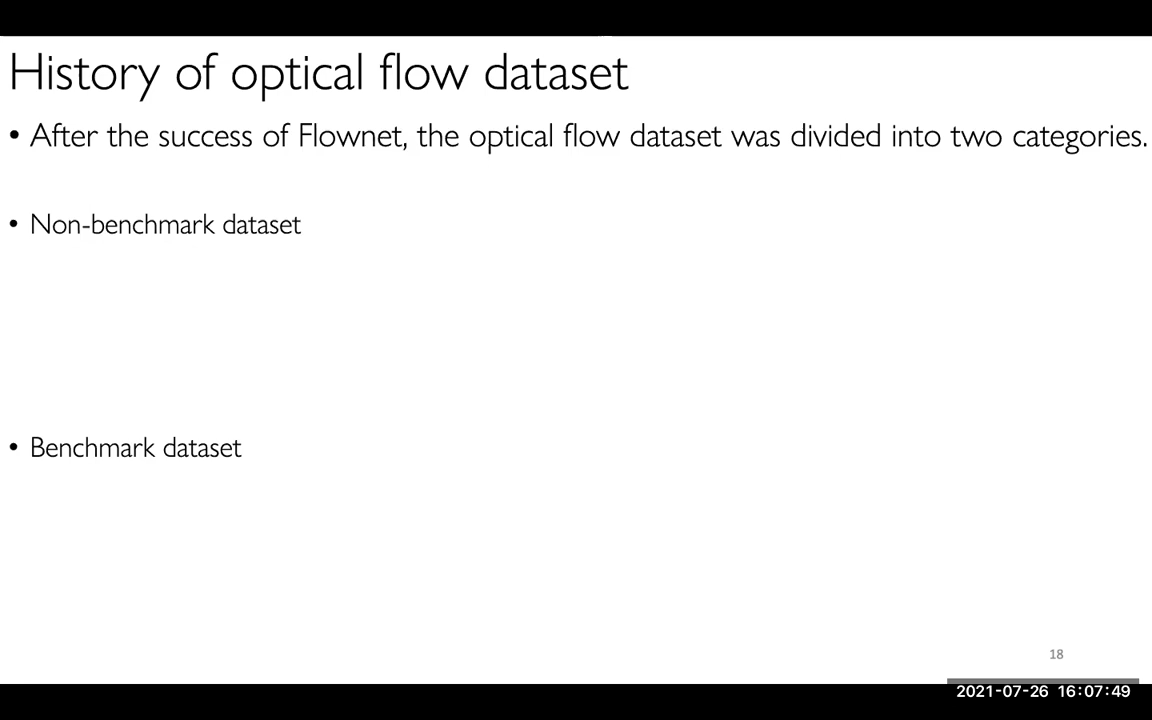 History of optical flow dataset
• After the success of Flownet, the optical flow dataset was divided into two categories.
• Non-benchmark dataset
• Benchmark dataset
18
2021-07-26 16:07:49